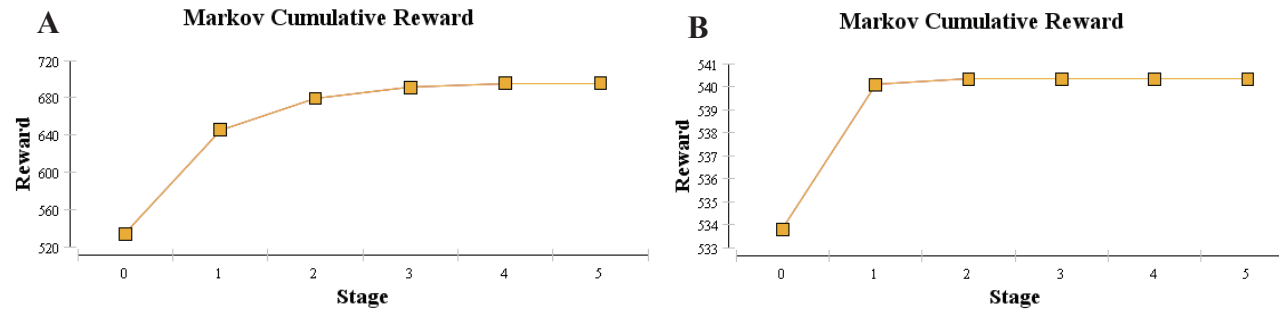 A
Markov Cumulative Reward
720
680
640
600
560
520
Reward
0 1 2 3 4 5
Stage
B
Markov Cumulative Reward
541
540
539
538
537
536
535
534
533
Reward
0 1 2 3 4 5
Stage